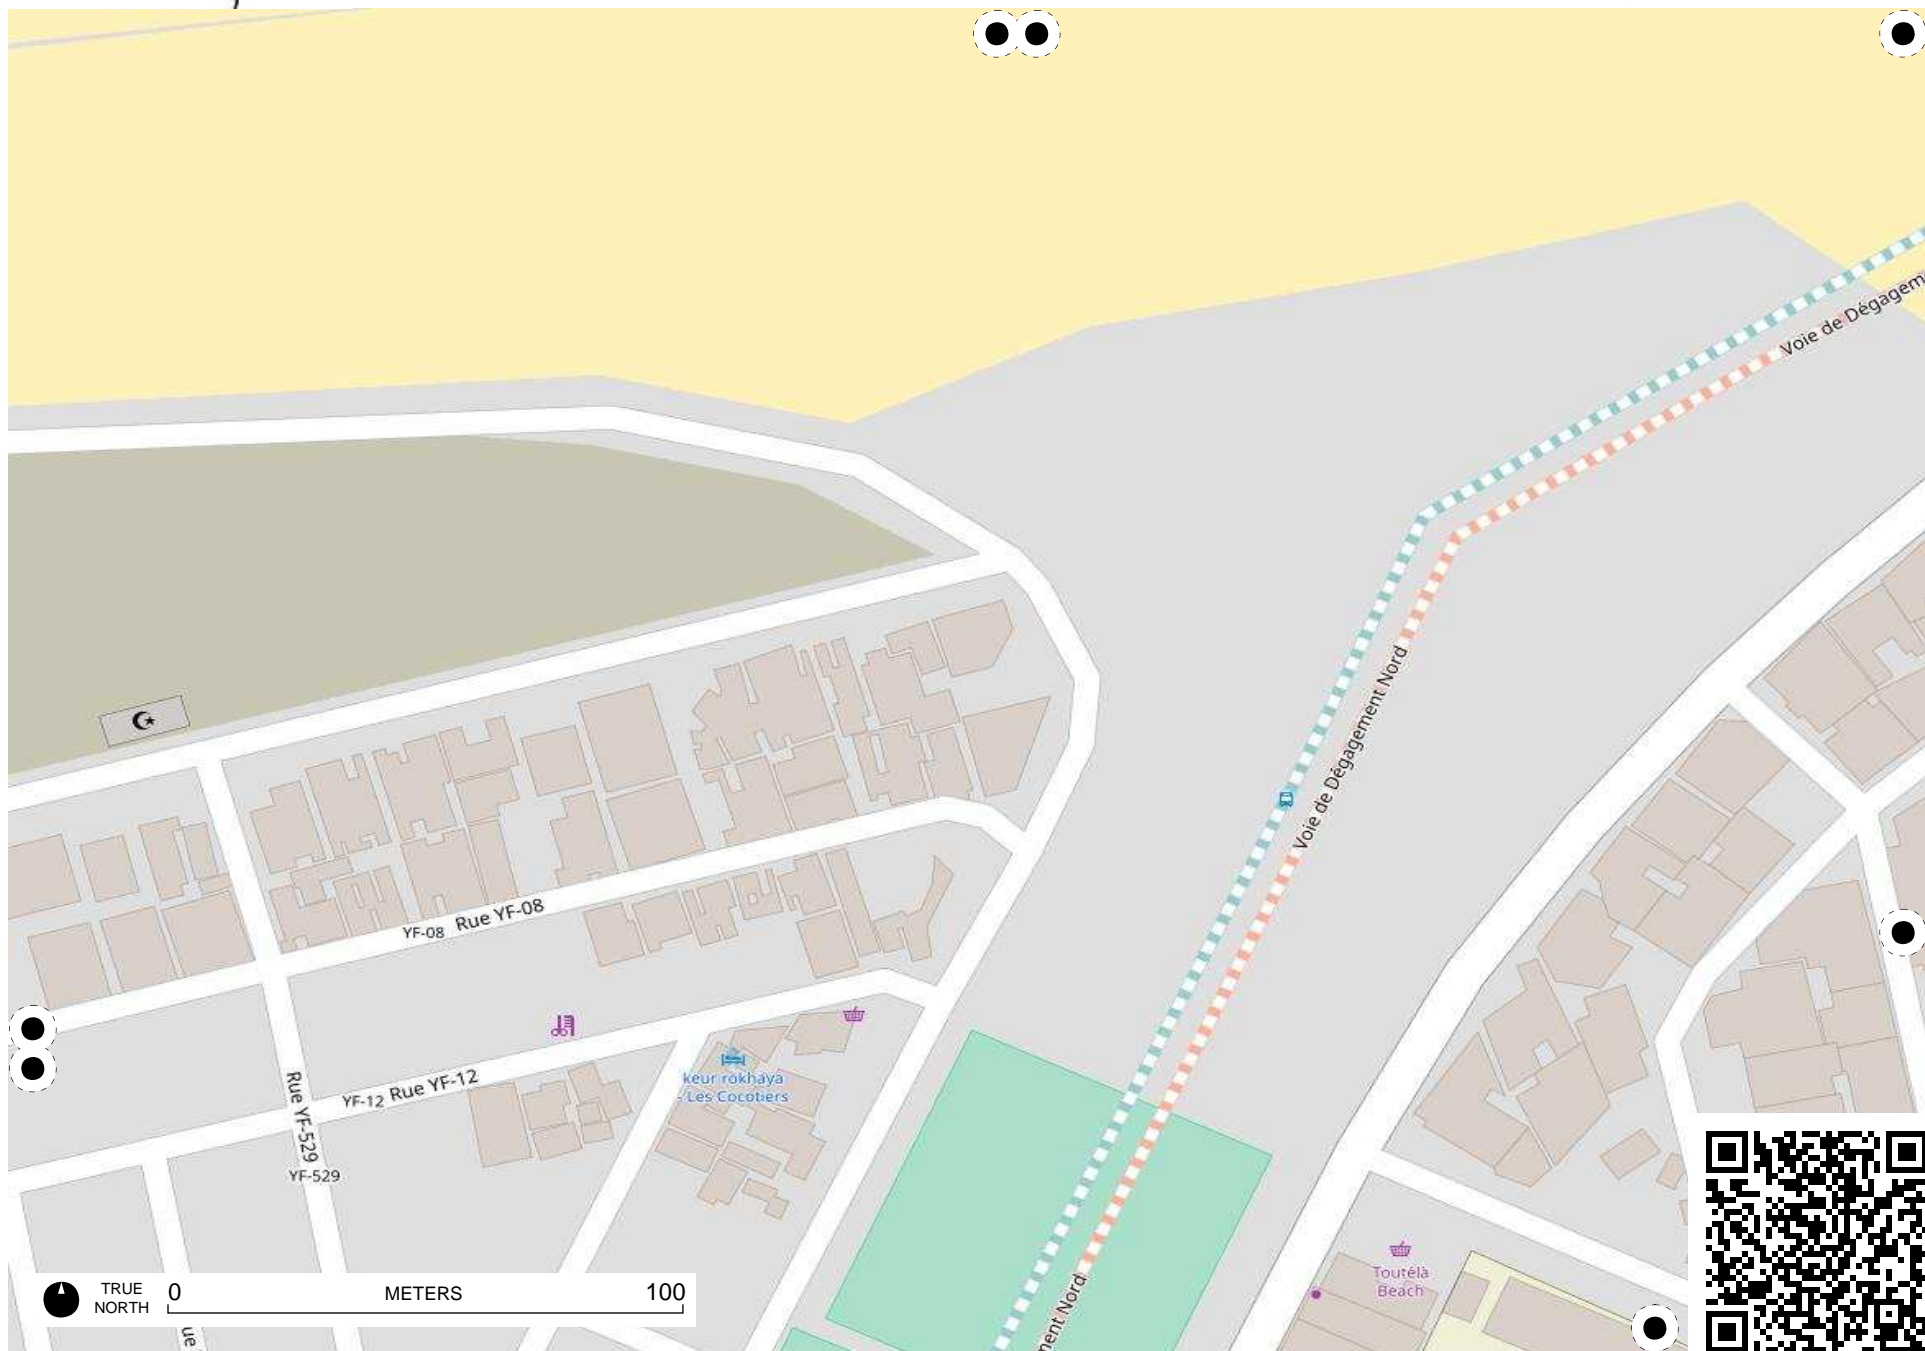 Voie de Dégagem
Voie de Dégagement Nord
YF-08 Rue YF-08
keur rokhaya
- Les Cocotiers
YF-12 Rue YF-12
Rue YF-529
YF-529
Toutélà
Beach
ment Nord
ue
TRUE
NORTH
0 METERS 100